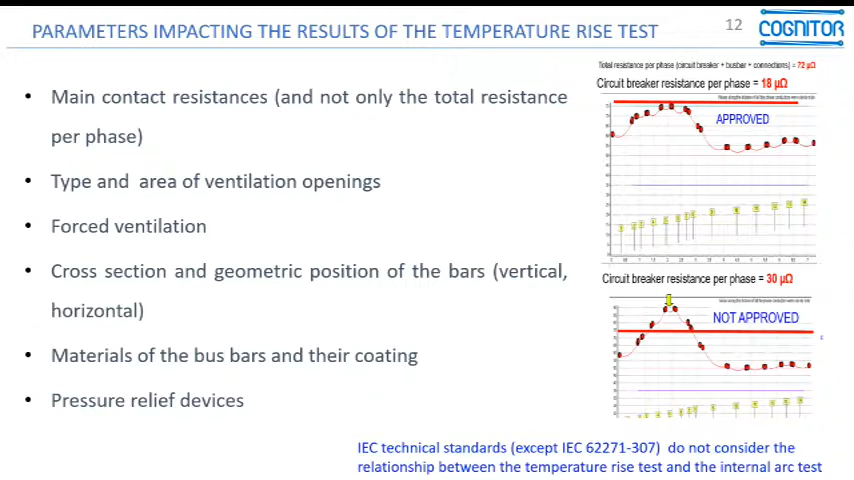 PARAMETERS IMPACTING THE RESULTS OF THE TEMPERATURE RISE TEST
12
COGNITOR
• Main contact resistances (and not only the total resistance
per phase)
• Type and area of ventilation openings
• Forced ventilation
• Cross section and geometric position of the bars (vertical,
horizontal)
• Materials of the bus bars and their coating
• Pressure relief devices
Total resistance per phase (circuit breaker + busbar + connections) = 72 µΩ
Circuit breaker resistance per phase = 18 µΩ
APPROVED
Circuit breaker resistance per phase = 30 µΩ
NOT APPROVED
IEC technical standards (except IEC 62271-307) do not consider the
relationship between the temperature rise test and the internal arc test